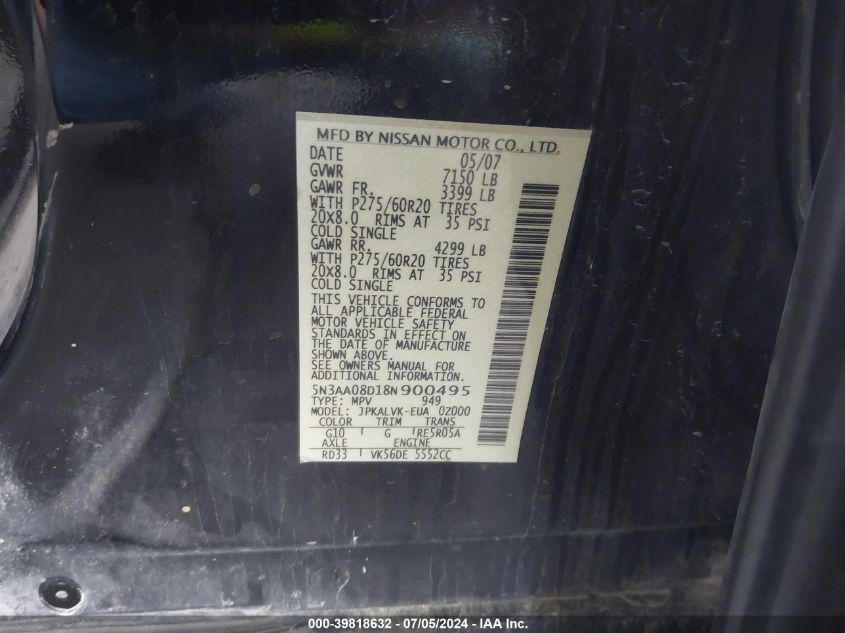 MFD BY NISSAN MOTOR CO., LTD.
DATE 05/07
GVWR 7150 LB
GAWR FR. 3399 LB
WITH P275/60R20 TIRES
20X8.0 RIMS AT 35 PSI
COLD SINGLE
GAWR RR. 4299 LB
WITH P275/60R20 TIRES
20X8.0 RIMS AT 35 PSI
COLD SINGLE
THIS VEHICLE CONFORMS TO
ALL APPLICABLE FEDERAL
MOTOR VEHICLE SAFETY
STANDARDS IN EFFECT ON
THE DATE OF MANUFACTURE
SHOWN ABOVE.
SEE OWNERS MANUAL FOR
ADDITIONAL INFORMATION.
5N3AA08D18N900495
TYPE: MPV 949
MODEL: JPKALVK-EUA 0Z000
COLOR TRIM TRANS
G10 G RE5R05A
AXLE ENGINE
RD33 VK56DE 5552CC
000-39818632 - 07/05/2024 - IAA Inc.